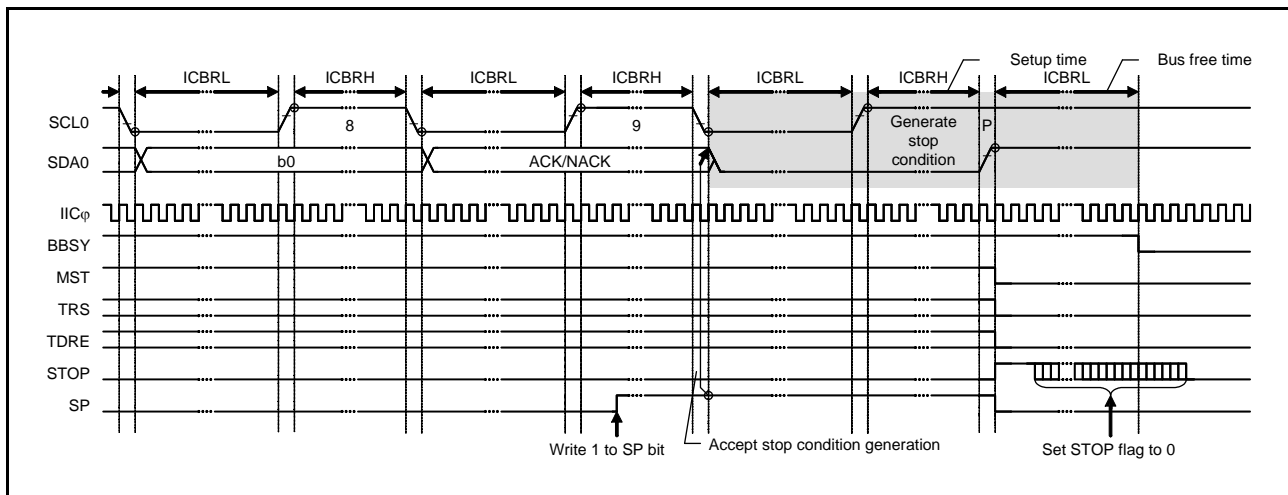 Setup time
Bus free time
ICBRL ICBRH ICBRL ICBRH ICBRL ICBRH ICBRL
SCL0 8 9 Generate stop condition P
SDA0 b0 ACK/NACK
IICφ
BBSY
MST
TRS
TDRE
STOP
SP
Write 1 to SP bit
Accept stop condition generation
Set STOP flag to 0